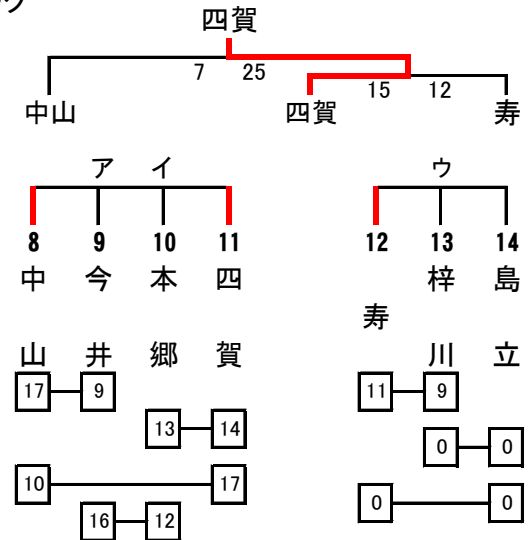 四賀
7 25
15 12
中山 四賀 寿
ア イ ウ
8 9 10 11 12 13 14
中山 今井 本郷 四賀 寿 梓川 島立
17 9 11 9
13 14 0 0
10 17 0 0
16 12